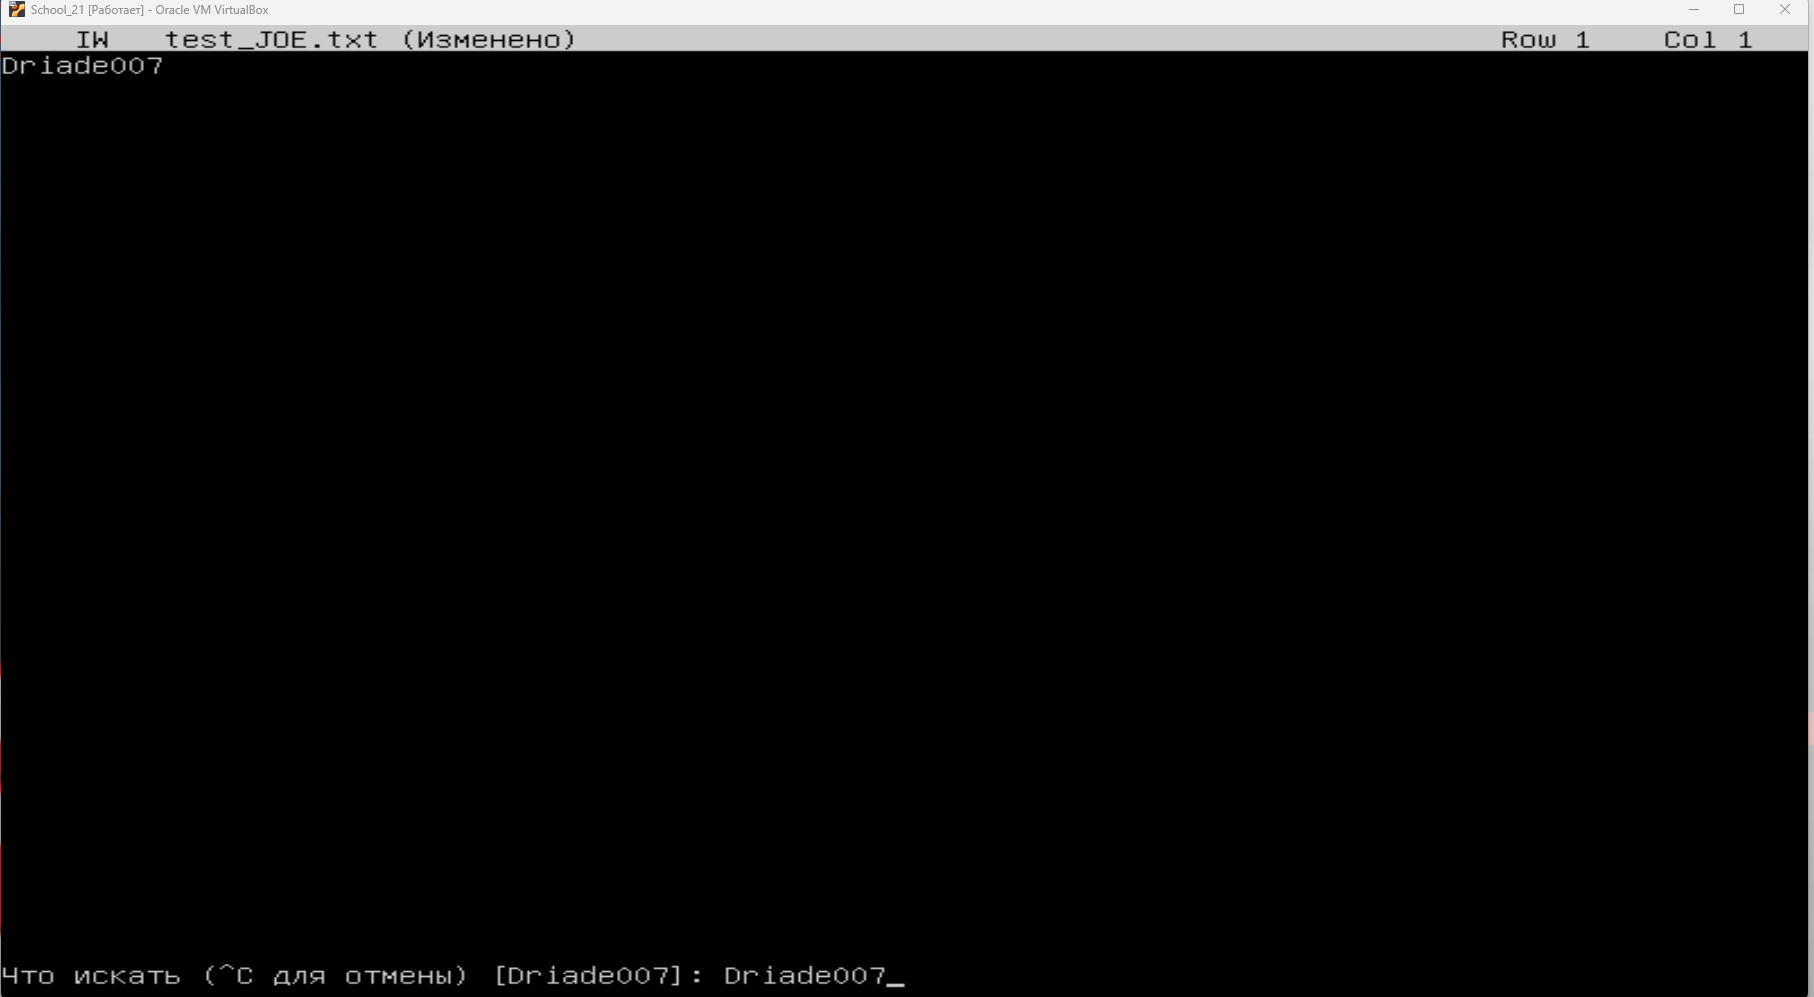 School_21 [Работает] - Oracle VM VirtualBox
IW test_JOE.txt (Изменено) Row 1 Col 1
Driade007
Что искать (^C для отмены) [Driade007]: Driade007_